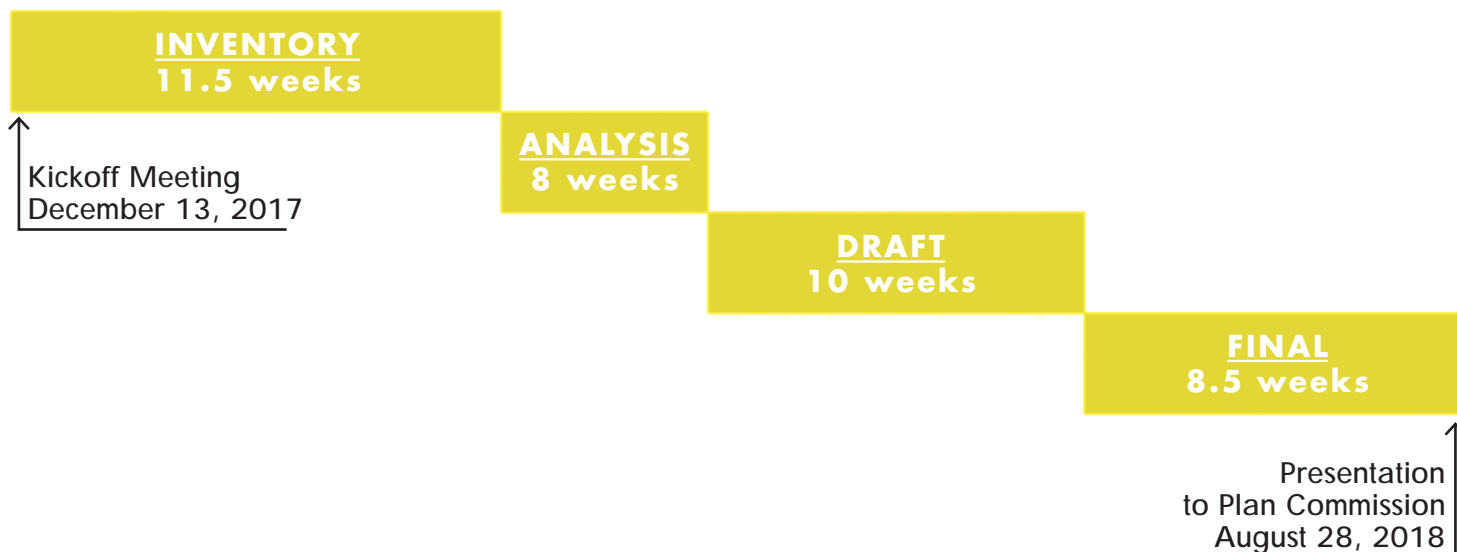 INVENTORY
11.5 weeks
Kickoff Meeting
December 13, 2017
ANALYSIS
8 weeks
DRAFT
10 weeks
FINAL
8.5 weeks
Presentation
to Plan Commission
August 28, 2018